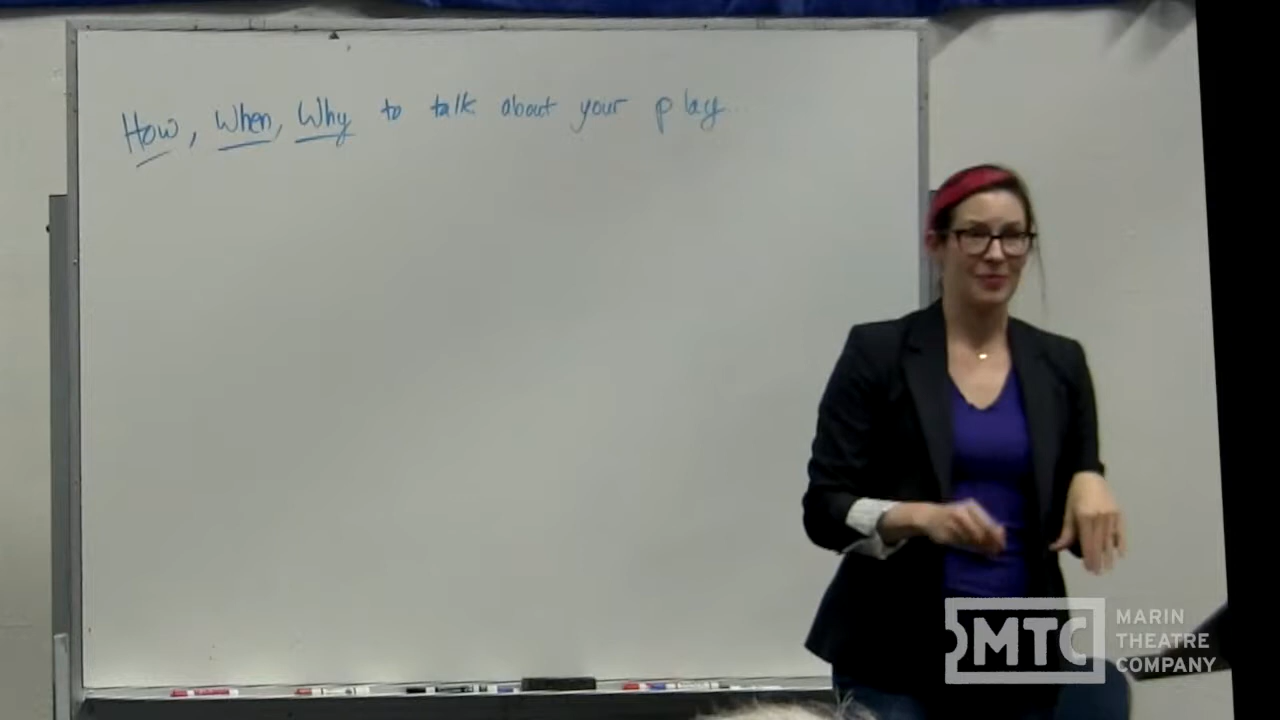 How, When, Why to talk about your play...
MTC
MARIN
THEATRE
COMPANY